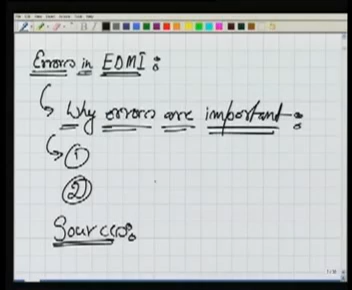 Errors in EDMI :
Why errors are important :
①
②
Sources: